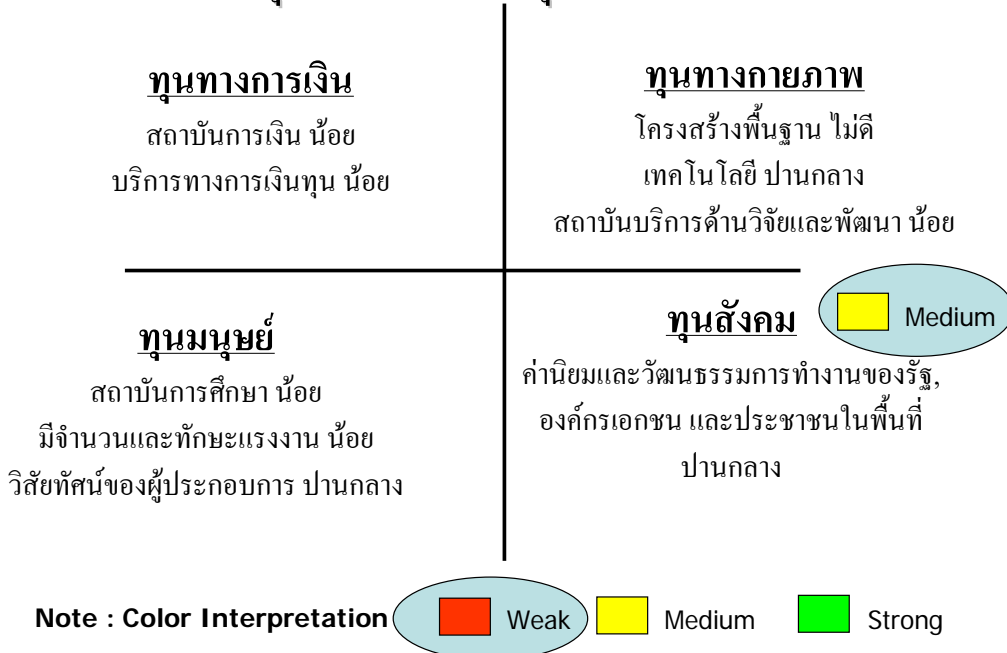 ทุนทางการเงิน
สถาบันการเงิน น้อย
บริการทางการเงินทุน น้อย
ทุนทางกายภาพ
โครงสร้างพื้นฐาน ไม่ดี
เทคโนโลยี ปานกลาง
สถาบันบริการด้านวิจัยและพัฒนา น้อย
ทุนมนุษย์
สถาบันการศึกษา น้อย
มีจำนวนและทักษะแรงงาน น้อย
วิสัยทัศน์ของผู้ประกอบการ ปานกลาง
ทุนสังคม
Medium
ค่านิยมและวัฒนธรรมการทำงานของรัฐ,
องค์กรเอกชน และประชาชนในพื้นที่
ปานกลาง
Note : Color Interpretation Weak Medium Strong